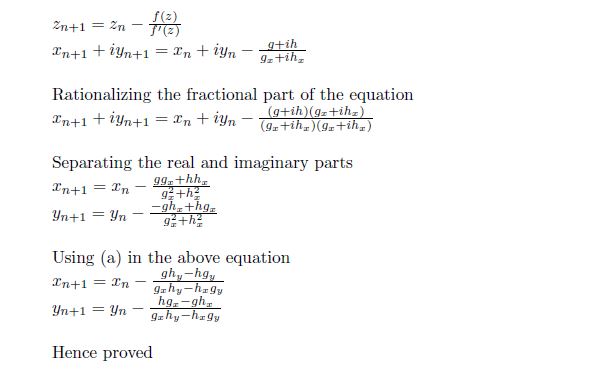 z_{n+1} = z_n − \frac{f(z)}{f'(z)}
x_{n+1} + iy_{n+1} = x_n + iy_n − \frac{g+ih}{g_x+ih_x}
Rationalizing the fractional part of the equation
x_{n+1} + iy_{n+1} = x_n + iy_n − \frac{(g+ih)(g_x+ih_x)}{(g_x+ih_x)(g_x+ih_x)}
Separating the real and imaginary parts
x_{n+1} = x_n − \frac{gg_x+hh_x}{g_x^2+h_x^2}
y_{n+1} = y_n − \frac{−gh_x+hg_x}{g_x^2+h_x^2}
Using (a) in the above equation
x_{n+1} = x_n − \frac{gh_y−hg_y}{g_xh_y−h_xg_y}
y_{n+1} = y_n − \frac{hg_x−gh_x}{g_xh_y−h_xg_y}
Hence proved